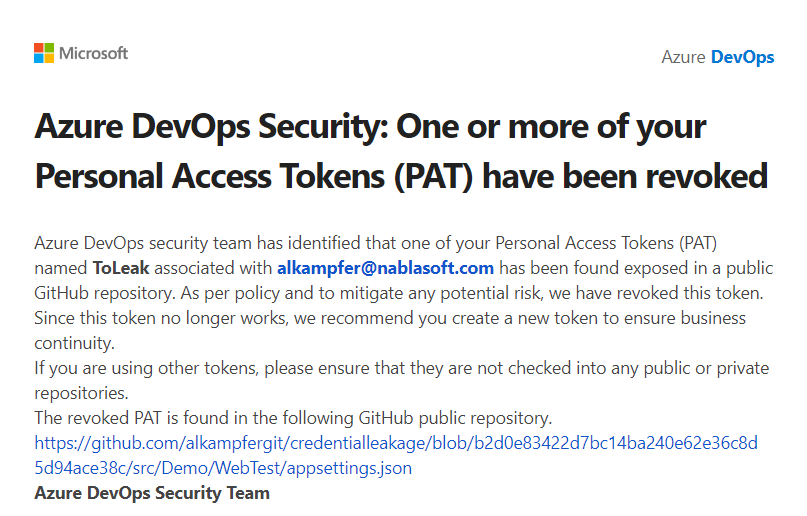 Microsoft
Azure DevOps
Azure DevOps Security: One or more of your
Personal Access Tokens (PAT) have been revoked
Azure DevOps security team has identified that one of your Personal Access Tokens (PAT)
named ToLeak associated with alkampfer@nablasoft.com has been found exposed in a public
GitHub repository. As per policy and to mitigate any potential risk, we have revoked this token.
Since this token no longer works, we recommend you create a new token to ensure business
continuity.
If you are using other tokens, please ensure that they are not checked into any public or private
repositories.
The revoked PAT is found in the following GitHub public repository.
https://github.com/alkampfergit/credentialleakage/blob/b2d0e83422d7bc14ba240e62e36c8d
5d94ace38c/src/Demo/WebTest/appsettings.json
Azure DevOps Security Team